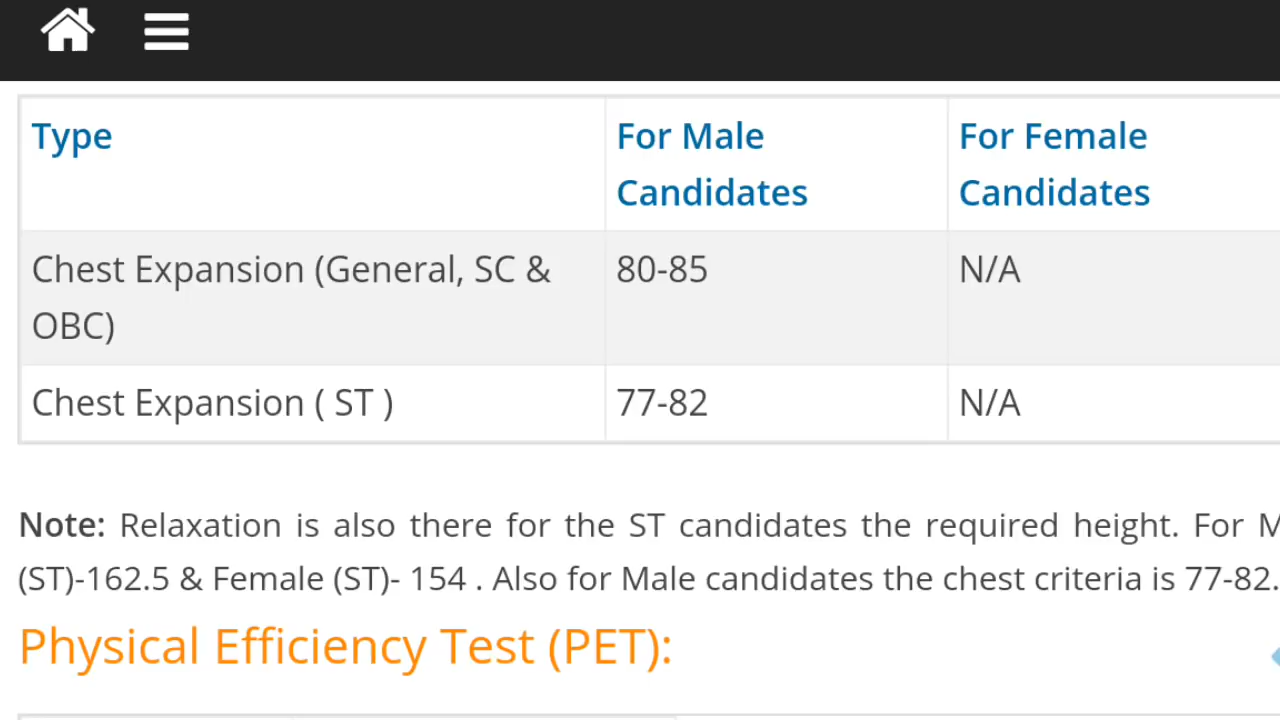 Type
For Male
Candidates
For Female
Candidates
Chest Expansion (General, SC &
OBC)
80-85
N/A
Chest Expansion ( ST )
77-82
N/A
Note: Relaxation is also there for the ST candidates the required height. For M
(ST)-162.5 & Female (ST)- 154 . Also for Male candidates the chest criteria is 77-82.
Physical Efficiency Test (PET):